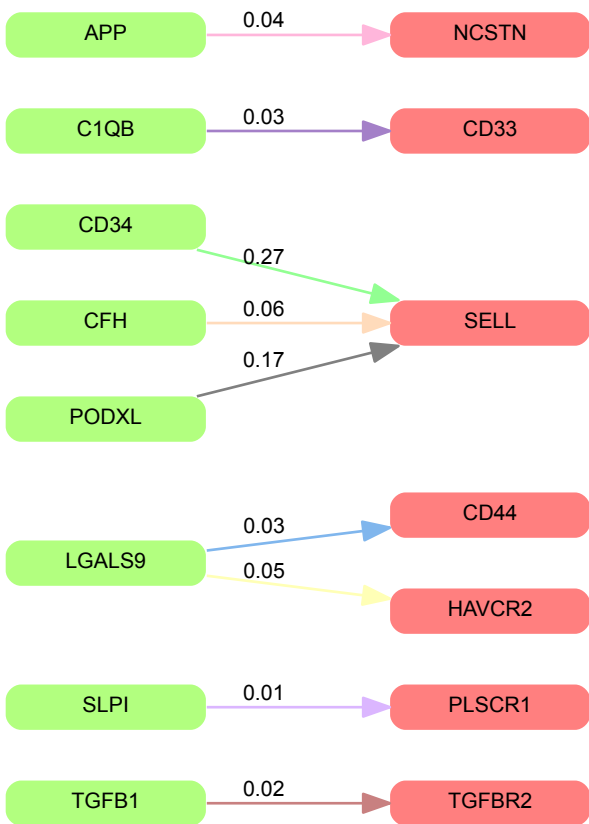 APP 0.04 NCSTN
C1QB 0.03 CD33
CD34
0.27
CFH 0.06 SELL
0.17
PODXL
CD44
0.03
LGALS9
0.05
HAVCR2
SLPI 0.01 PLSCR1
TGFB1 0.02 TGFBR2